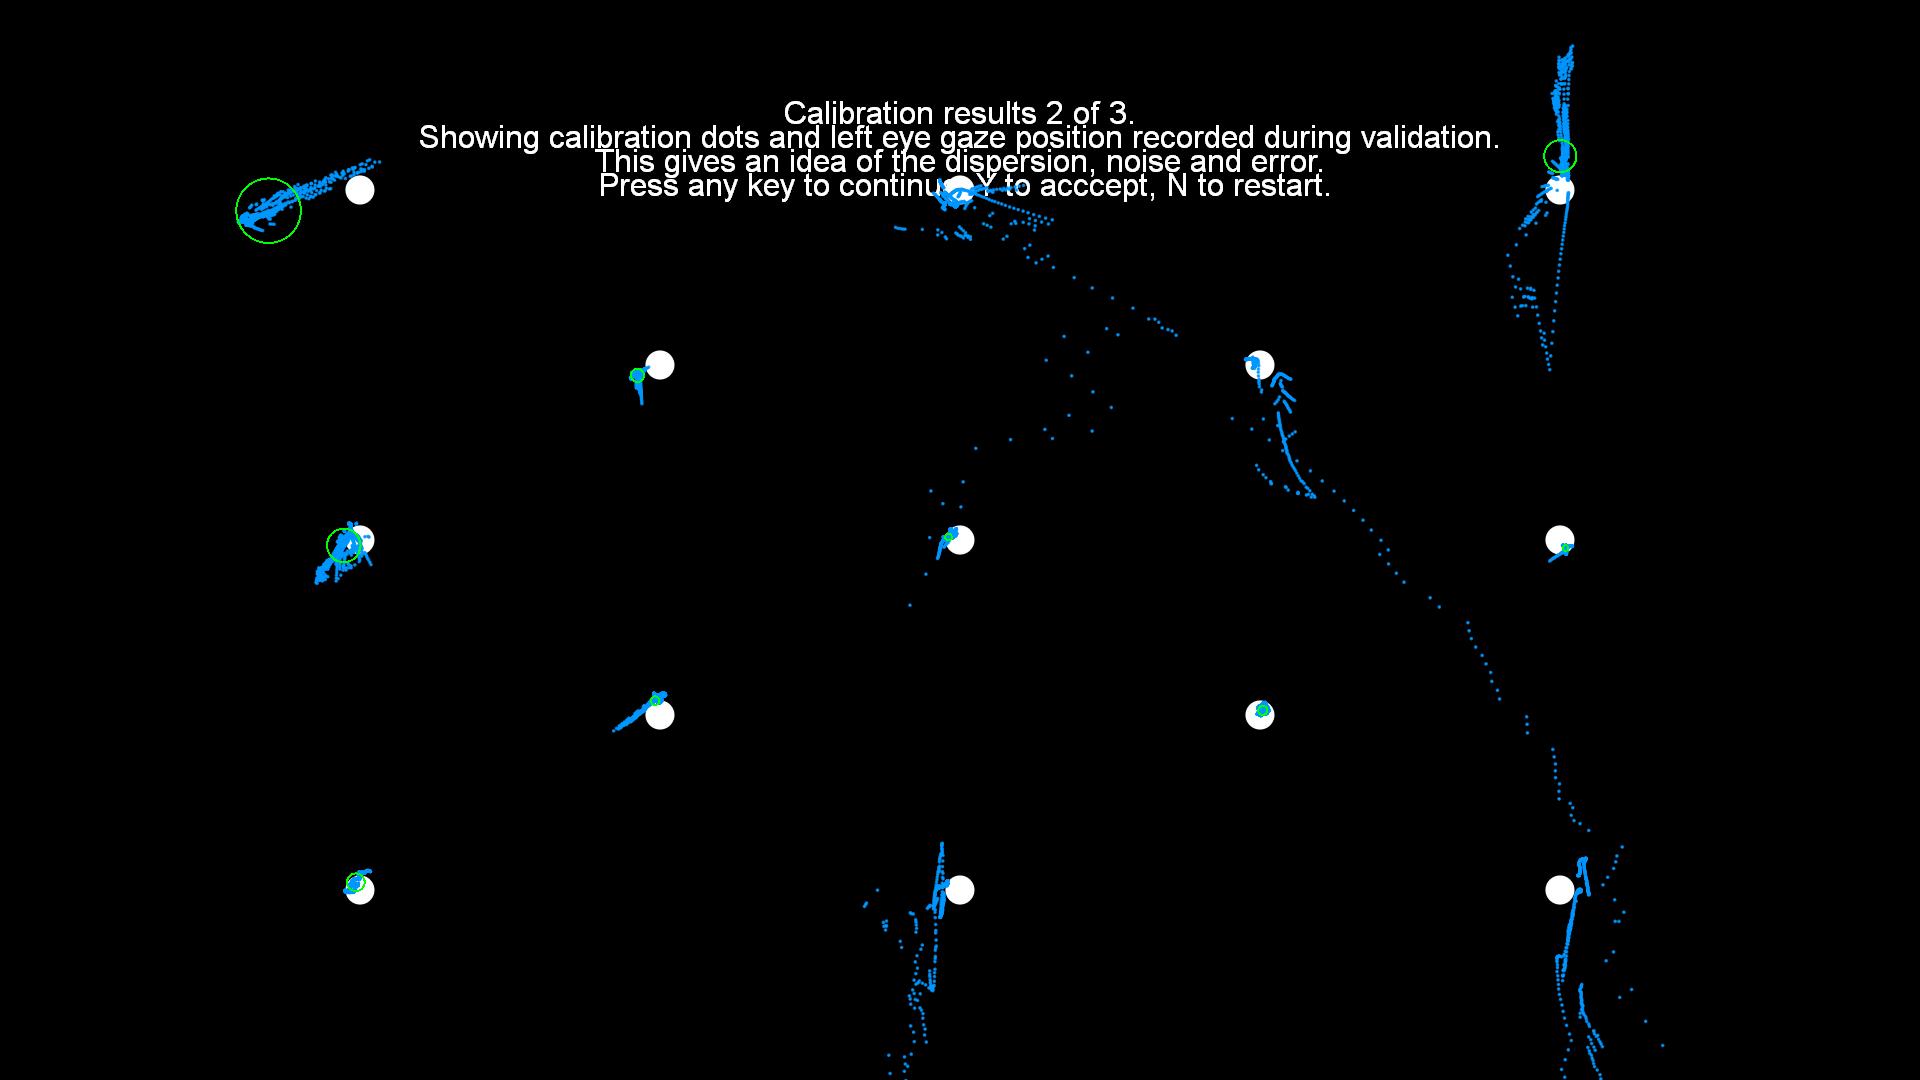 Calibration results 2 of 3.
Showing calibration dots and left eye gaze position recorded during validation.
This gives an idea of the dispersion, noise and error.
Press any key to continue, Y to acccept, N to restart.